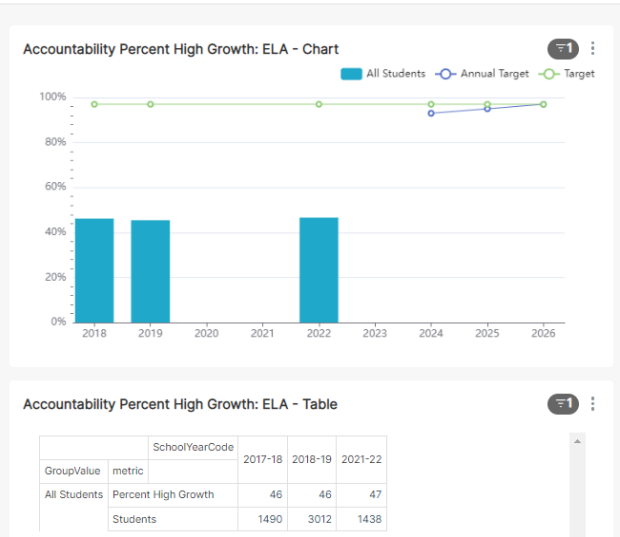 Accountability Percent High Growth: ELA - Chart
1
All Students Annual Target Target
100%
80%
60%
40%
20%
0%
2018 2019 2020 2021 2022 2023 2024 2025 2026
Accountability Percent High Growth: ELA - Table
1
SchoolYearCode 2017-18 2018-19 2021-22
GroupValue metric
All Students Percent High Growth 46 46 47
Students 1490 3012 1438